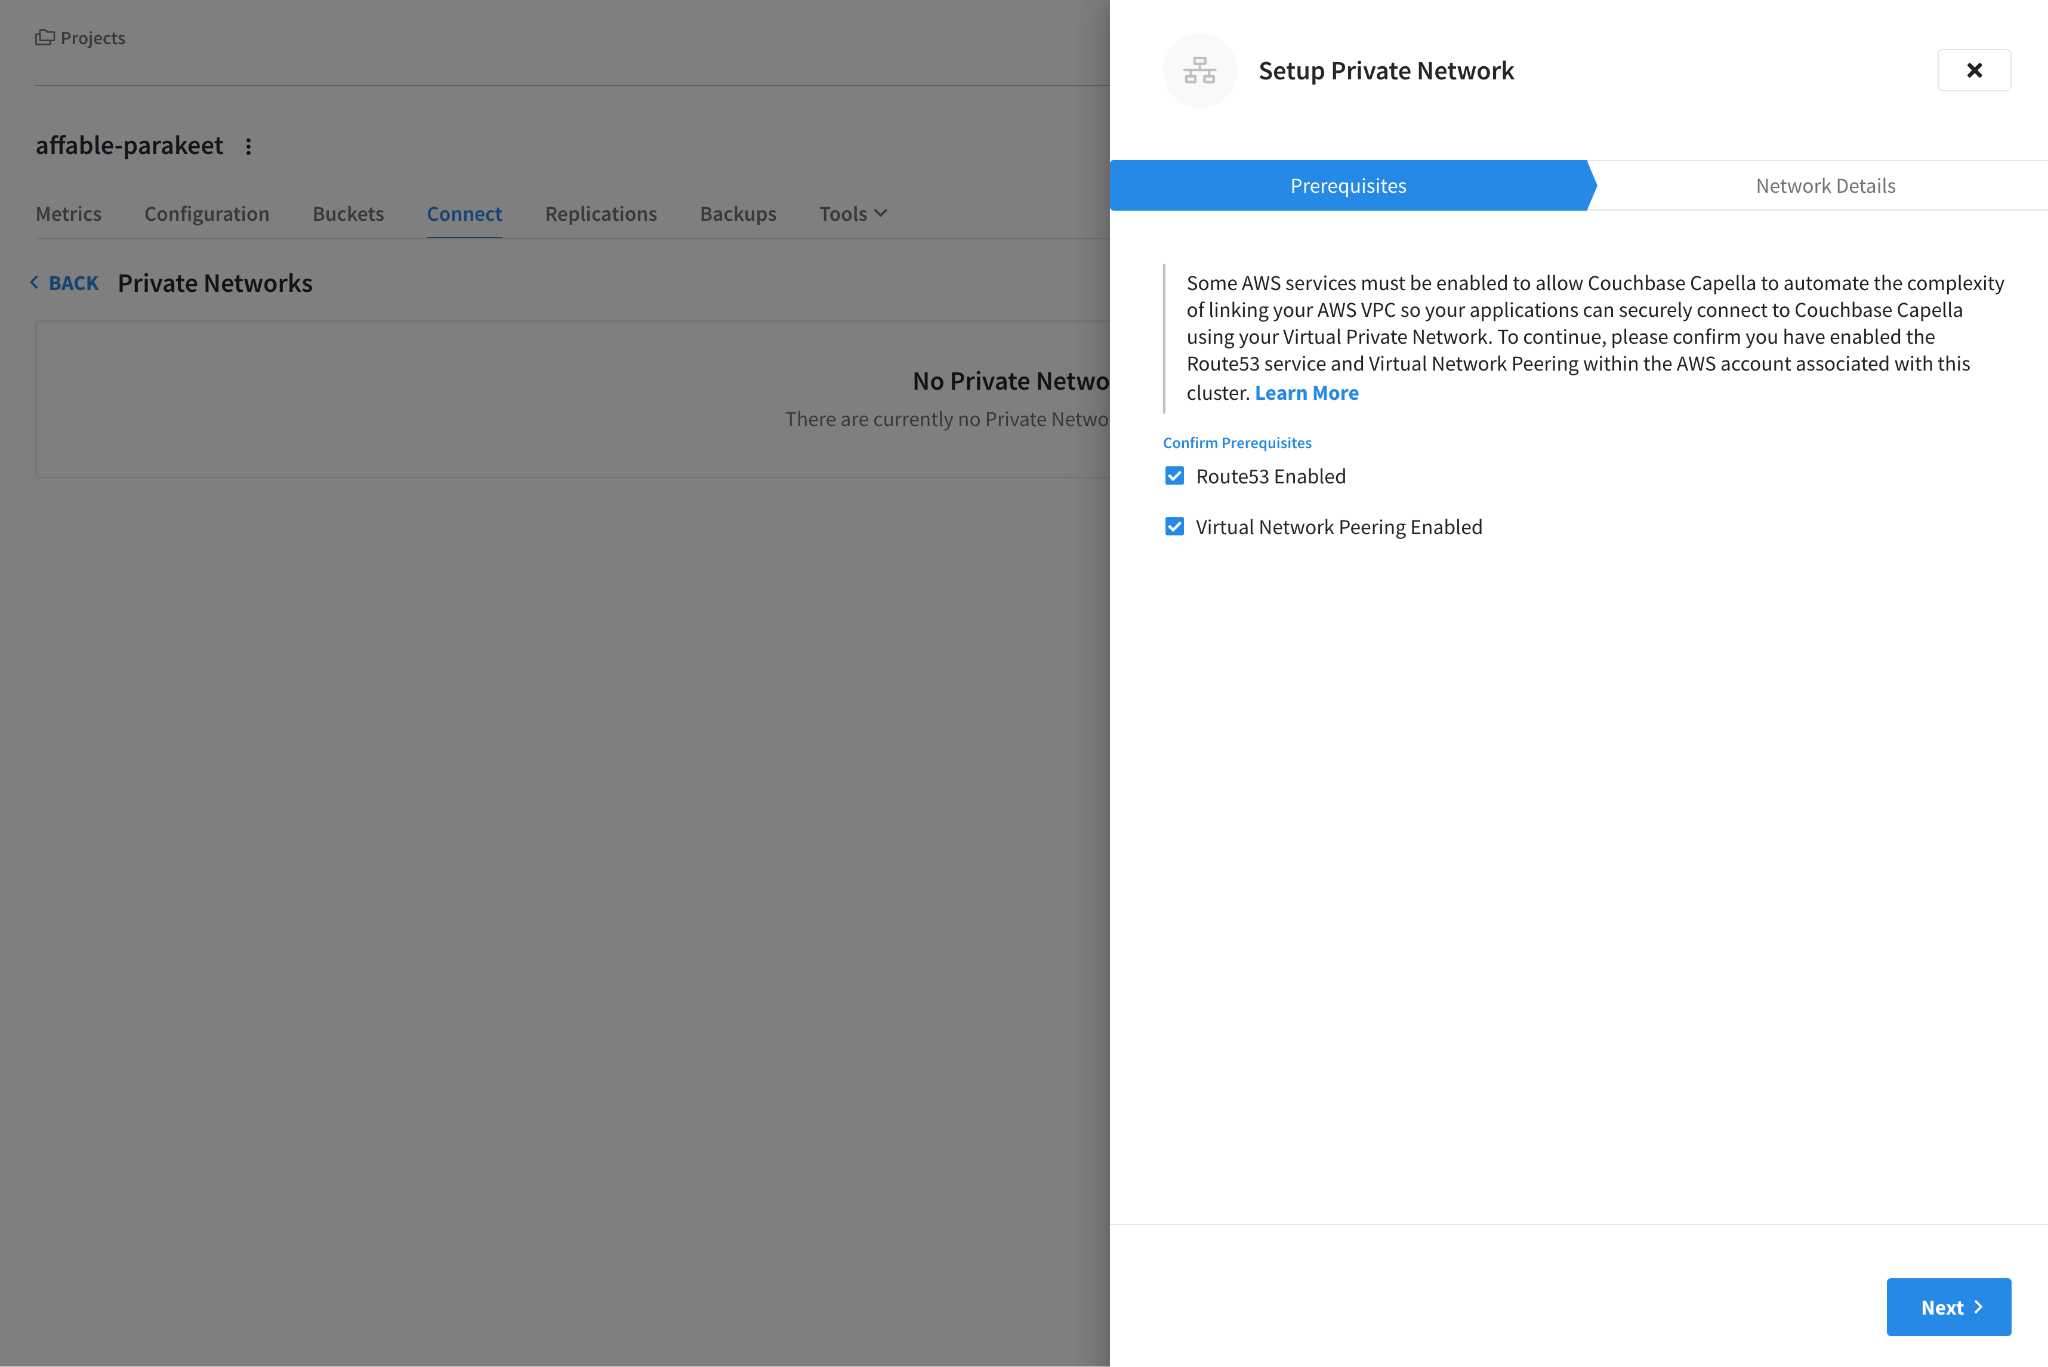 Projects
affable-parakeet
Metrics Configuration Buckets Connect Replications Backups Tools
BACK Private Networks
No Private Netwo
There are currently no Private Netwo
Setup Private Network
Prerequisites Network Details
Some AWS services must be enabled to allow Couchbase Capella to automate the complexity
of linking your AWS VPC so your applications can securely connect to Couchbase Capella
using your Virtual Private Network. To continue, please confirm you have enabled the
Route53 service and Virtual Network Peering within the AWS account associated with this
cluster. Learn More
Confirm Prerequisites
Route53 Enabled
Virtual Network Peering Enabled
Next